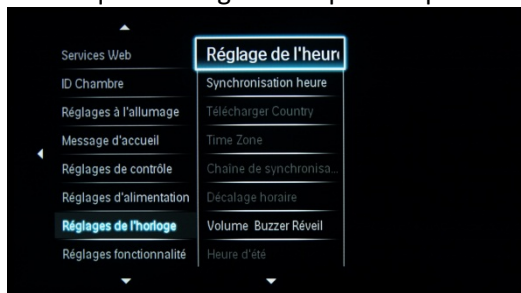 Services Web
ID Chambre
Réglages à l'allumage
Message d'accueil
Réglages de contrôle
Réglages d'alimentation
Réglages de l'horloge
Réglages fonctionnalité
Réglage de l'heur
Synchronisation heure
Télécharger Country
Time Zone
Chaîne de synchronisa...
Décalage horaire
Volume Buzzer Réveil
Heure d'été